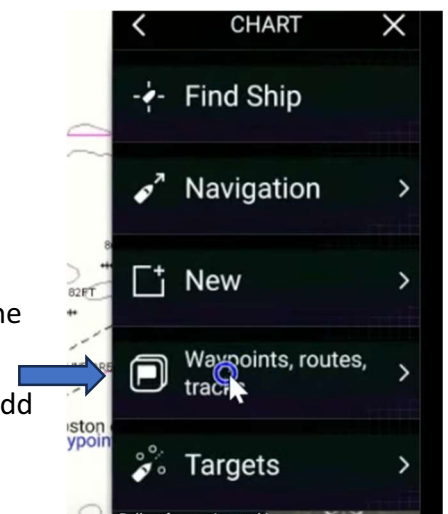 CHART
Find Ship
Navigation
New
82FT
Waypoints, routes,
tracks
Targets